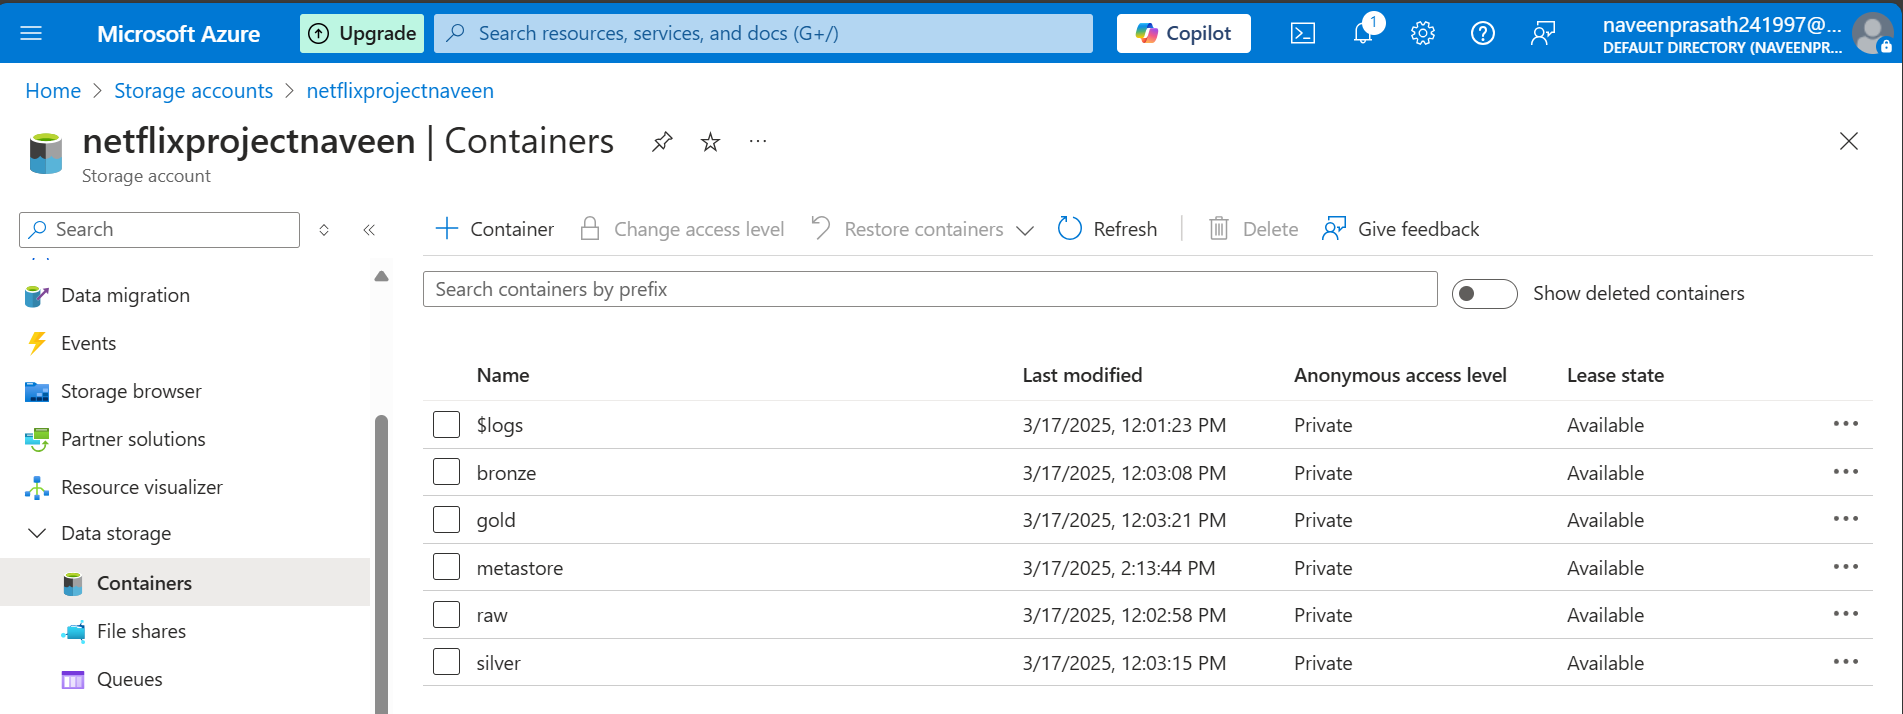 Microsoft Azure
Upgrade
Search resources, services, and docs (G+/)
Copilot
1
naveenprasath241997@...
DEFAULT DIRECTORY (NAVEENPR...
Home > Storage accounts > netflixprojectnaveen
netflixprojectnaveen | Containers
Storage account
Search
Container
Change access level
Restore containers
Refresh
Delete
Give feedback
Data migration
Events
Storage browser
Partner solutions
Resource visualizer
Data storage
Containers
File shares
Queues
Search containers by prefix
Show deleted containers
Name Last modified Anonymous access level Lease state
$logs 3/17/2025, 12:01:23 PM Private Available
bronze 3/17/2025, 12:03:08 PM Private Available
gold 3/17/2025, 12:03:21 PM Private Available
metastore 3/17/2025, 2:13:44 PM Private Available
raw 3/17/2025, 12:02:58 PM Private Available
silver 3/17/2025, 12:03:15 PM Private Available